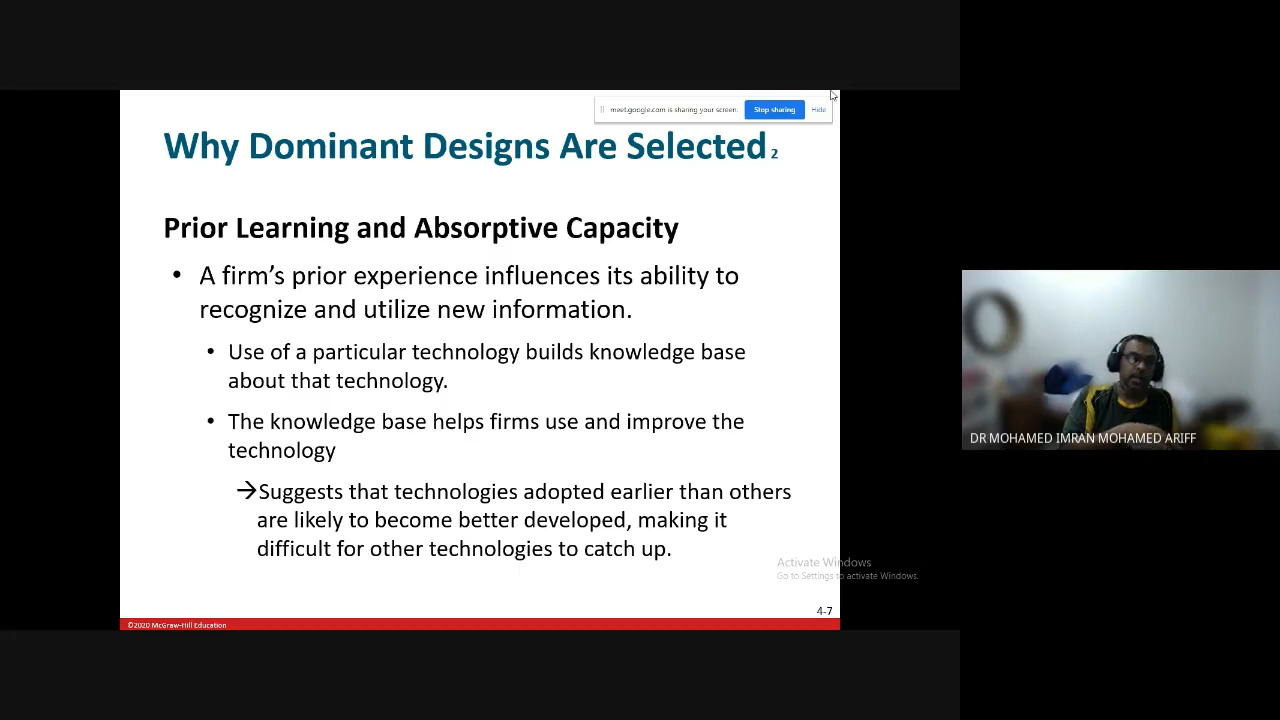 meet.google.com is sharing your screen.
Stop sharing
Hide
Why Dominant Designs Are Selected 2
Prior Learning and Absorptive Capacity
• A firm's prior experience influences its ability to
recognize and utilize new information.
• Use of a particular technology builds knowledge base
about that technology.
• The knowledge base helps firms use and improve the
technology
→Suggests that technologies adopted earlier than others
are likely to become better developed, making it
difficult for other technologies to catch up.
DR MOHAMED IMRAN MOHAMED ARIFF
Activate Windows
Go to Settings to activate Windows.
4-7
©2020 McGraw-Hill Education